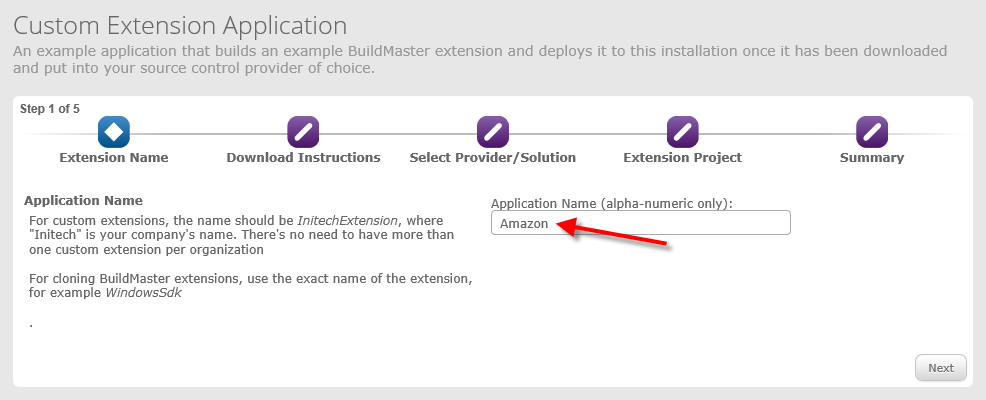 Custom Extension Application
An example application that builds an example BuildMaster extension and deploys it to this installation once it has been downloaded
and put into your source control provider of choice.
Step 1 of 5
Extension Name
Download Instructions
Select Provider/Solution
Extension Project
Summary
Application Name
For custom extensions, the name should be InitechExtension, where
"Initech" is your company's name. There's no need to have more than
one custom extension per organization
For cloning BuildMaster extensions, use the exact name of the extension,
for example WindowsSdk
.
Application Name (alpha-numeric only):
Amazon
Next